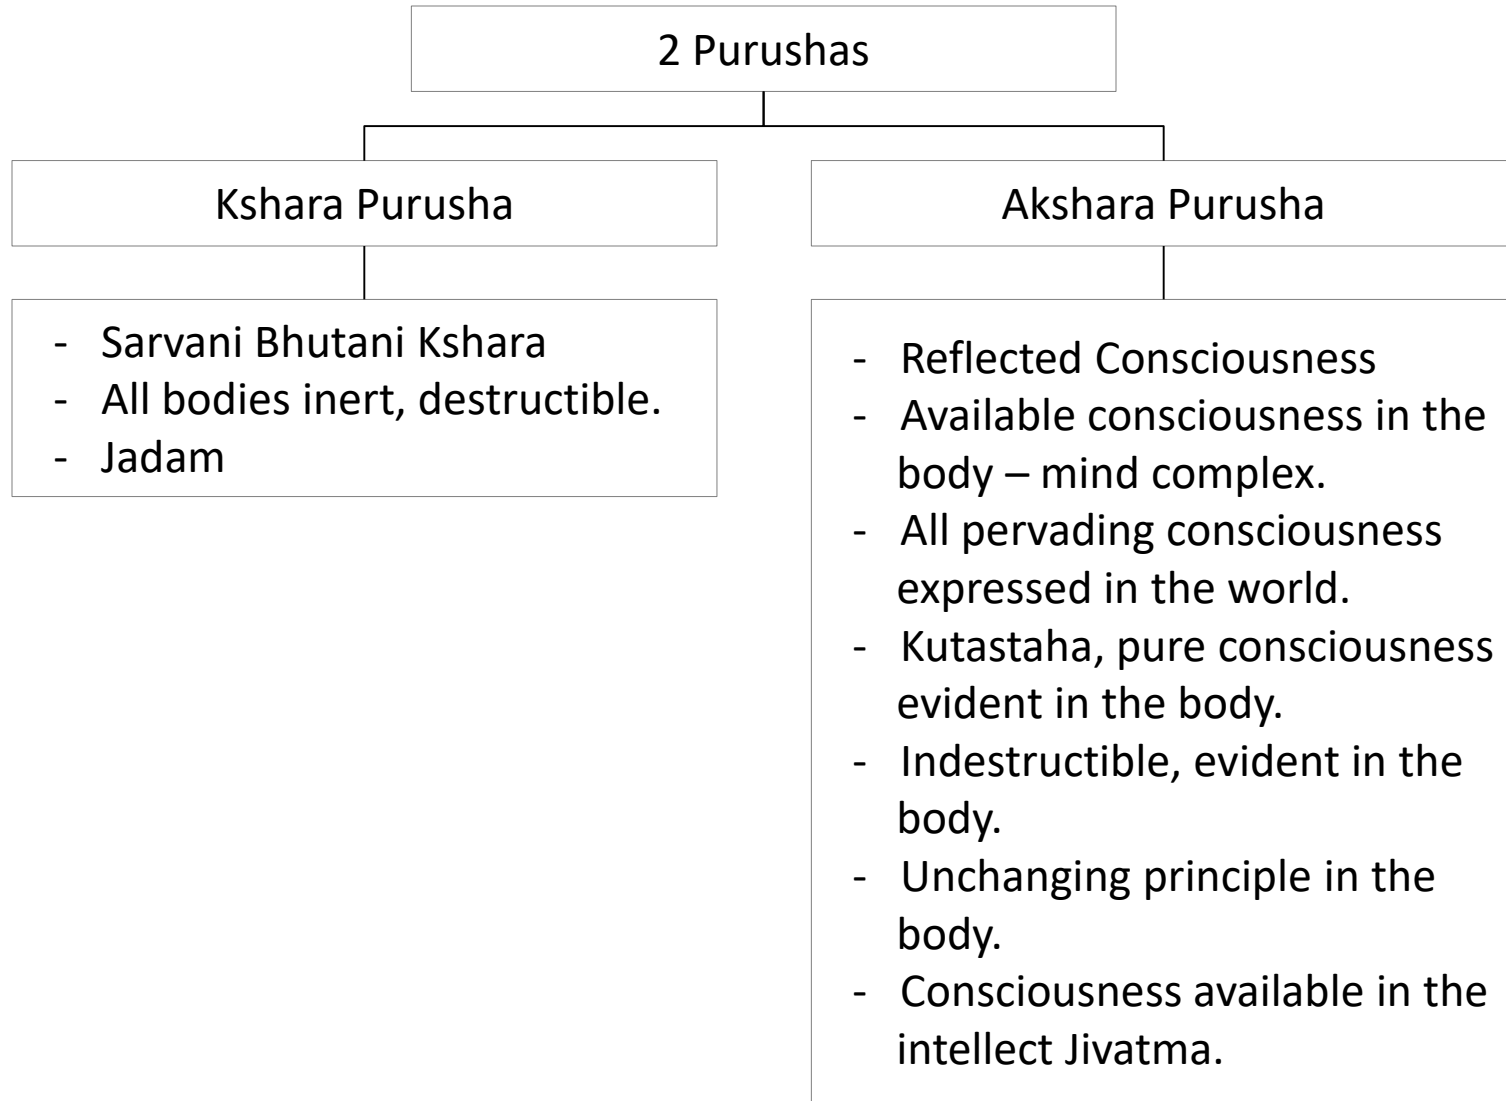 2 Purushas
Kshara Purusha
- Sarvani Bhutani Kshara
- All bodies inert, destructible.
- Jadam
Akshara Purusha
- Reflected Consciousness
- Available consciousness in the
body – mind complex.
- All pervading consciousness
expressed in the world.
- Kutastaha, pure consciousness
evident in the body.
- Indestructible, evident in the
body.
- Unchanging principle in the
body.
- Consciousness available in the
intellect Jivatma.